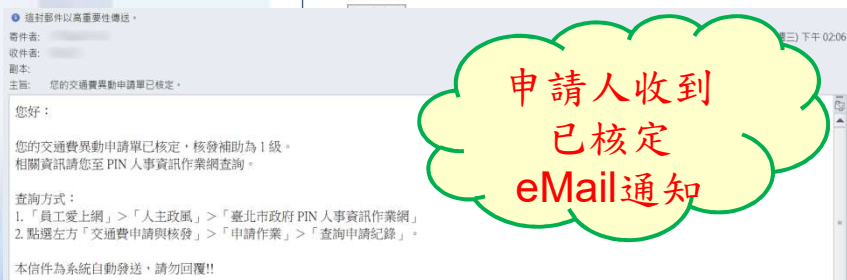 這封郵件以高重要性傳送。
寄件者:
三) 下午 02:06
收件者:
副本:
主旨: 您的交通費異動申請單已核定。
您好：
您的交通費異動申請單已核定，核發補助為 1 級。
相關資訊請您至 PIN 人事資訊作業網查詢。
查詢方式：
1. 「員工愛上網」>「人主政風」>「臺北市政府 PIN 人事資訊作業網」
2. 點選左方「交通費申請與核發」>「申請作業」>「查詢申請紀錄」。
本信件為系統自動發送，請勿回覆!!
申請人收到
已核定
eMail通知